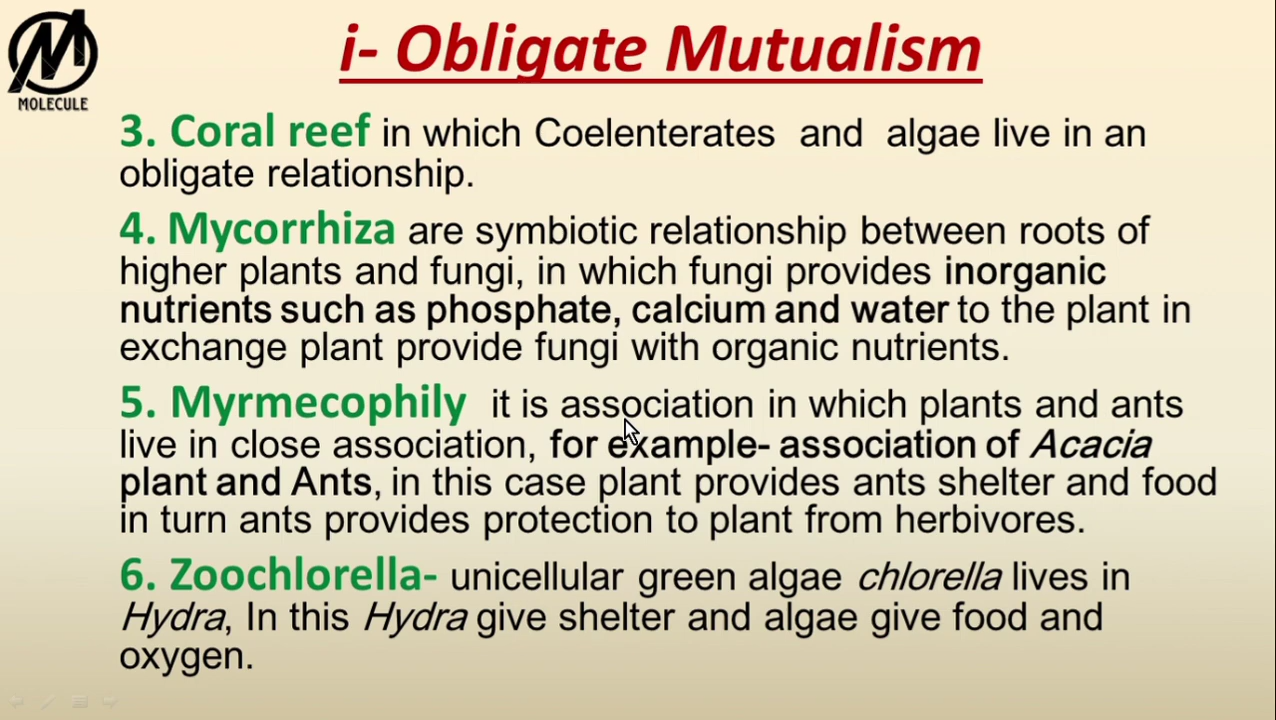 MOLECULE
i- Obligate Mutualism
3. Coral reef in which Coelenterates and algae live in an
obligate relationship.
4. Mycorrhiza are symbiotic relationship between roots of
higher plants and fungi, in which fungi provides inorganic
nutrients such as phosphate, calcium and water to the plant in
exchange plant provide fungi with organic nutrients.
5. Myrmecophily it is association in which plants and ants
live in close association, for example- association of Acacia
plant and Ants, in this case plant provides ants shelter and food
in turn ants provides protection to plant from herbivores.
6. Zoochlorella- unicellular green algae chlorella lives in
Hydra, In this Hydra give shelter and algae give food and
oxygen.